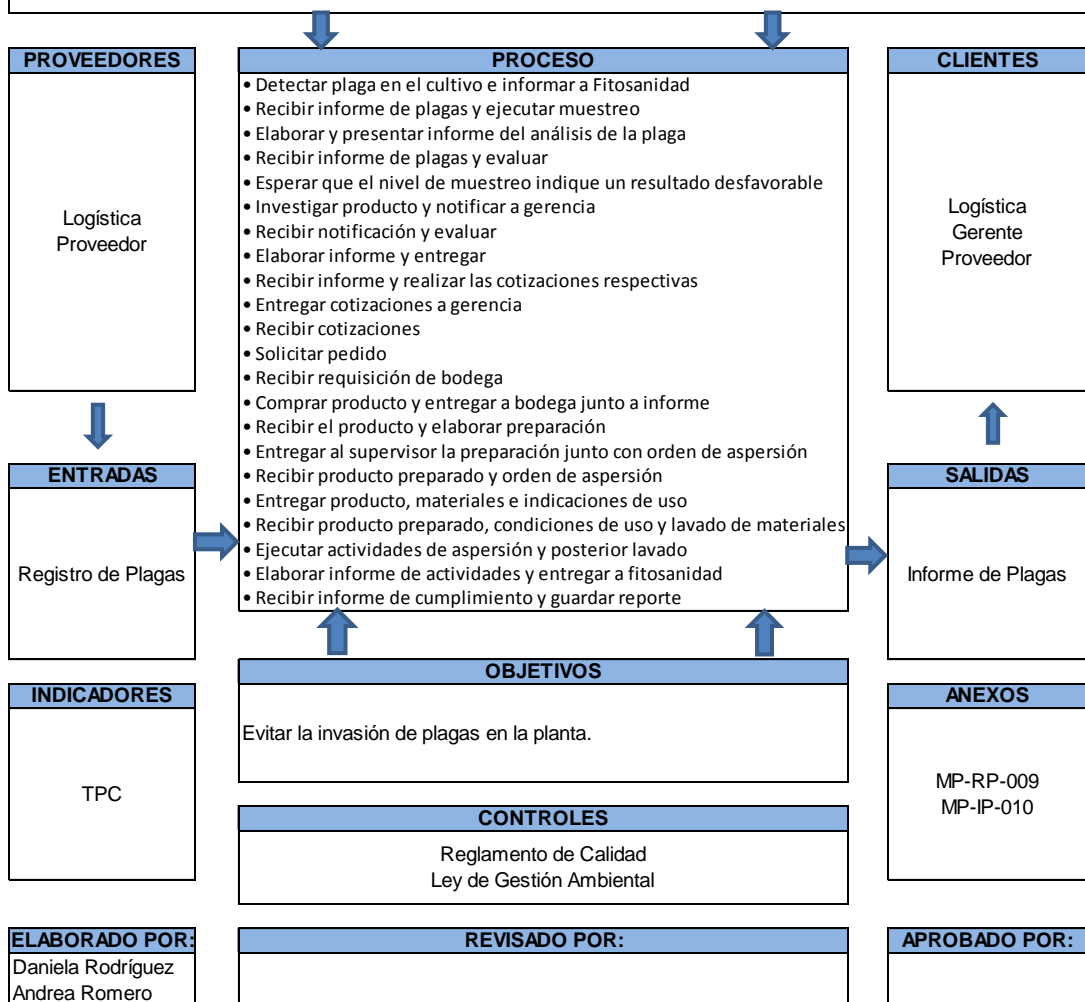 PROVEEDORES
Logística
Proveedor
PROCESO
• Detectar plaga en el cultivo e informar a Fitosanidad
• Recibir informe de plagas y ejecutar muestreo
• Elaborar y presentar informe del análisis de la plaga
• Recibir informe de plagas y evaluar
• Esperar que el nivel de muestreo indique un resultado desfavorable
• Investigar producto y notificar a gerencia
• Recibir notificación y evaluar
• Elaborar informe y entregar
• Recibir informe y realizar las cotizaciones respectivas
• Entregar cotizaciones a gerencia
• Recibir cotizaciones
• Solicitar pedido
• Recibir requisición de bodega
• Comprar producto y entregar a bodega junto a informe
• Recibir el producto y elaborar preparación
• Entregar al supervisor la preparación junto con orden de aspersión
• Recibir producto preparado y orden de aspersión
• Entregar producto, materiales e indicaciones de uso
• Recibir producto preparado, condiciones de uso y lavado de materiales
• Ejecutar actividades de aspersión y posterior lavado
• Elaborar informe de actividades y entregar a fitosanidad
• Recibir informe de cumplimiento y guardar reporte
CLIENTES
Logística
Gerente
Proveedor
ENTRADAS
Registro de Plagas
SALIDAS
Informe de Plagas
INDICADORES
TPC
OBJETIVOS
Evitar la invasión de plagas en la planta.
CONTROLES
Reglamento de Calidad
Ley de Gestión Ambiental
ANEXOS
MP-RP-009
MP-IP-010
ELABORADO POR:
Daniela Rodríguez
Andrea Romero
REVISADO POR:
APROBADO POR: